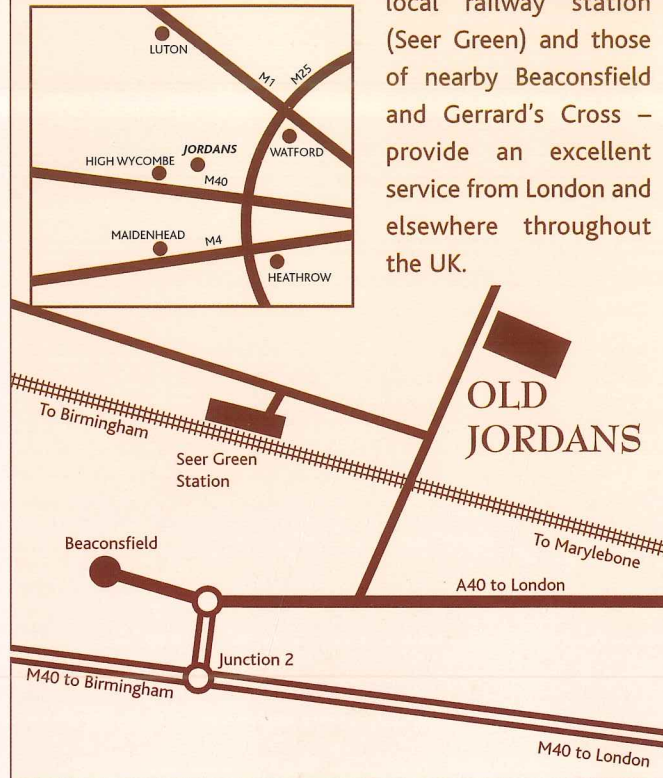 local railway station
(Seer Green) and those
of nearby Beaconsfield
and Gerrard's Cross –
provide an excellent
service from London and
elsewhere throughout
the UK.
LUTON
M1
M25
JORDANS
WATFORD
HIGH WYCOMBE
M40
MAIDENHEAD
M4
HEATHROW
OLD
JORDANS
To Birmingham
Seer Green
Station
To Marylebone
Beaconsfield
A40 to London
Junction 2
M40 to Birmingham
M40 to London